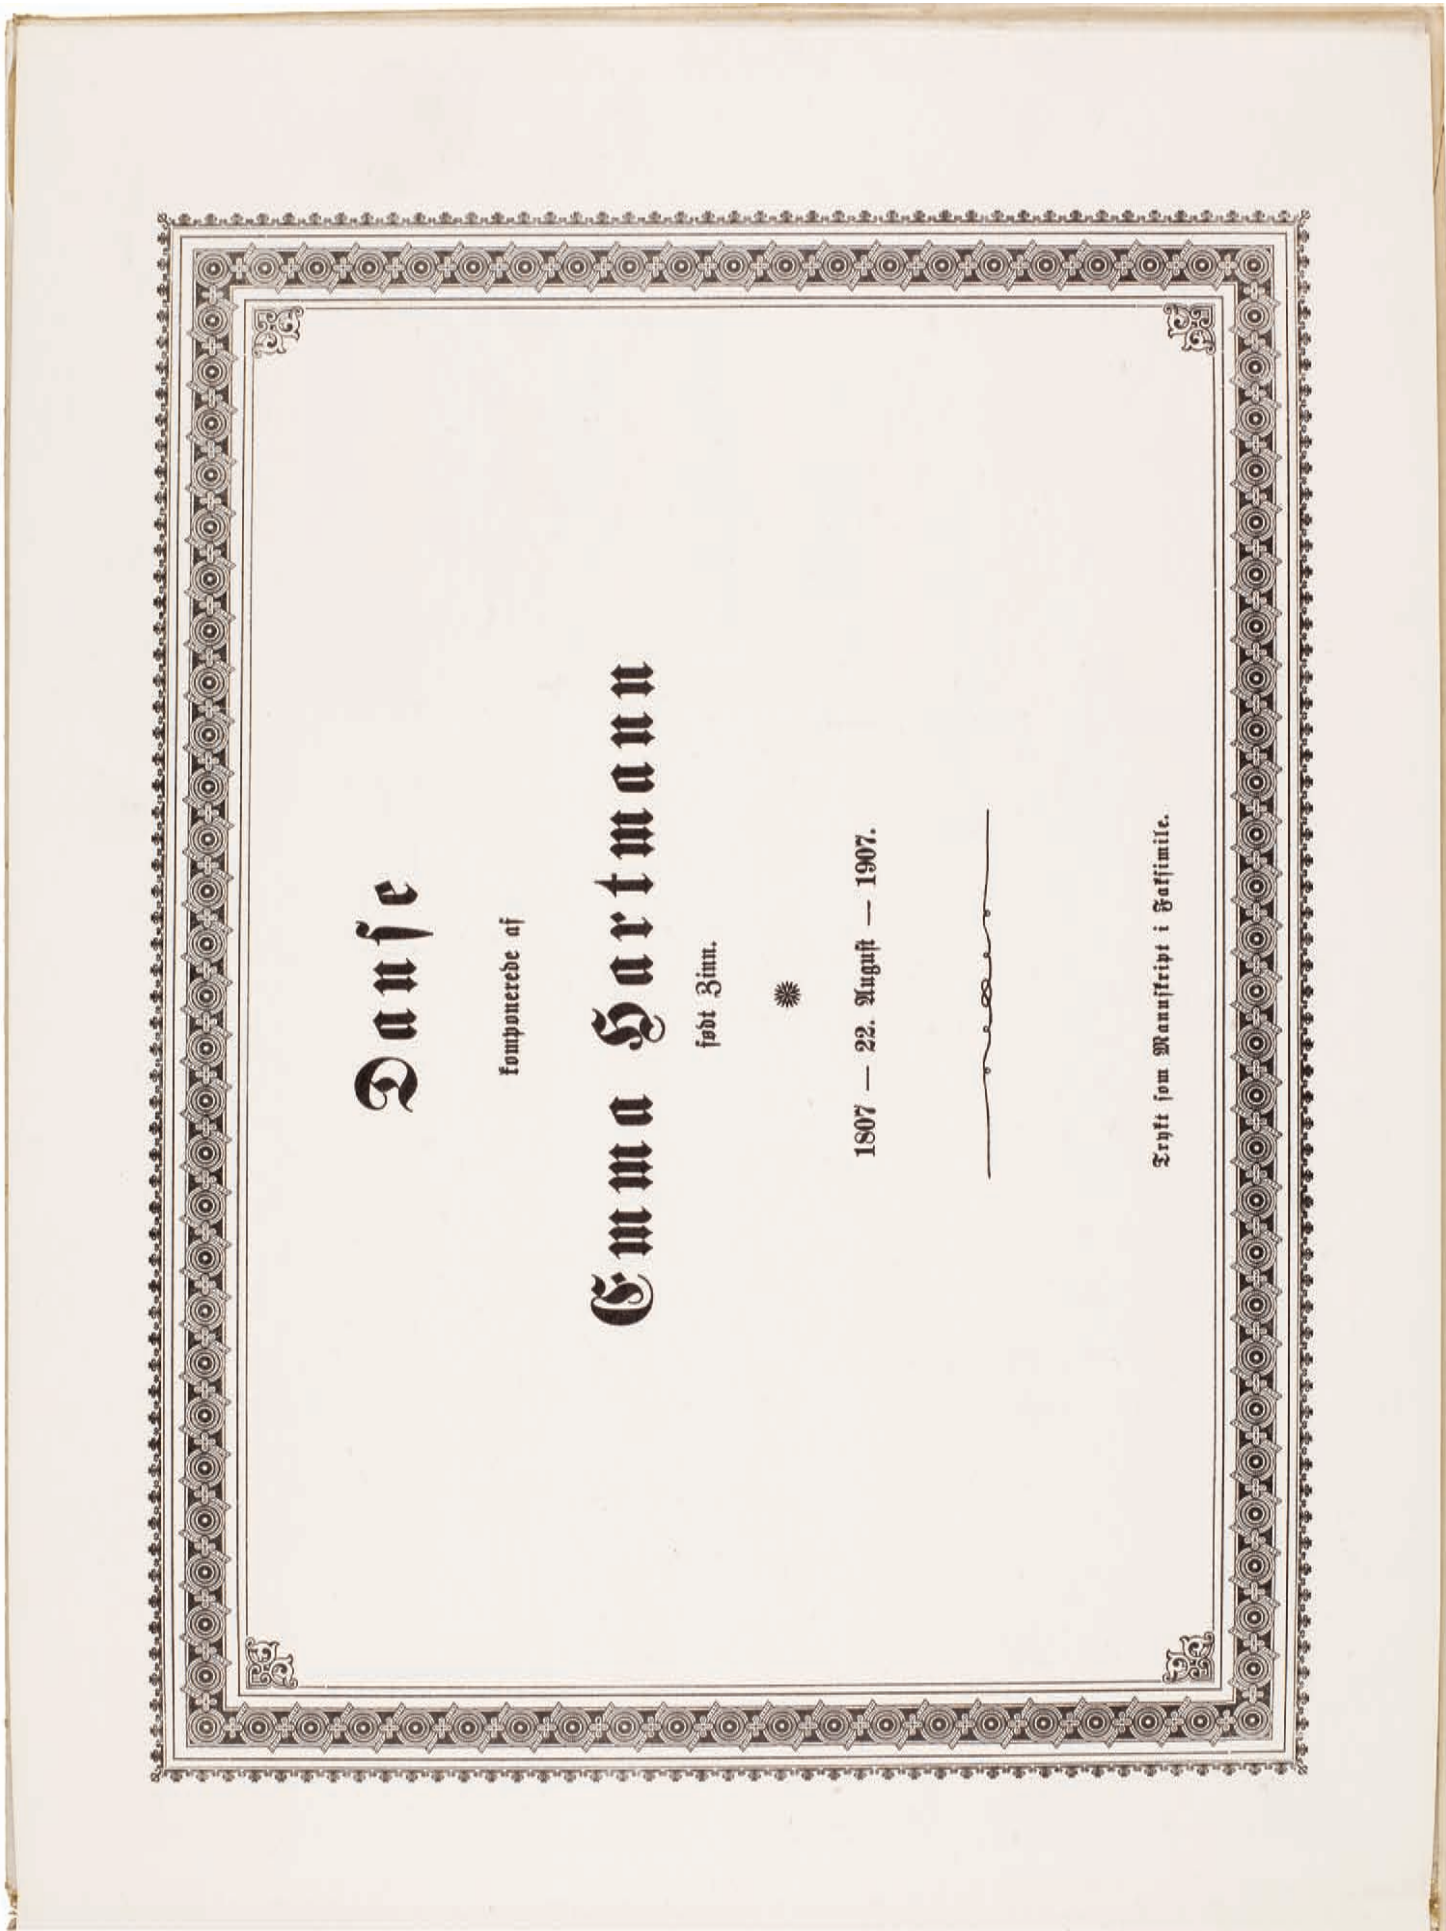 Danse
komponerede af
Emma Hartmann
født Zinn.
1807 — 22. August — 1907.
Trykt som Manuskript i Faksimile.